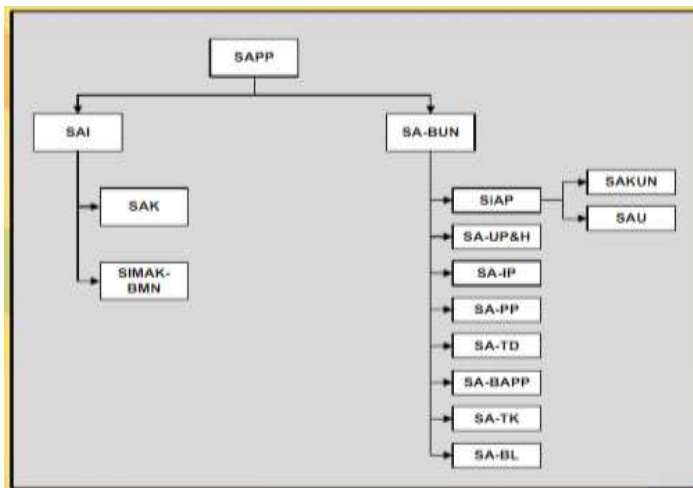 SAPP
SAI
SA-BUN
SAK
SIMAK-
BMN
SiAP
SAKUN
SAU
SA-UP&H
SA-IP
SA-PP
SA-TD
SA-BAPP
SA-TK
SA-BL